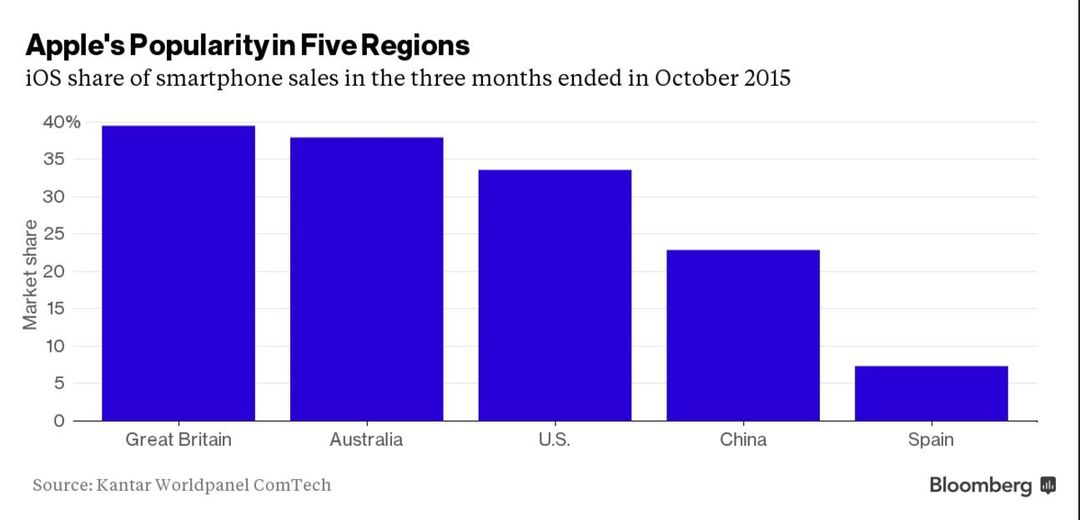 Apple's Popularity in Five Regions
iOS share of smartphone sales in the three months ended in October 2015
40%
35
30
25
20
15
10
5
0
Market share
Great Britain
Australia
U.S.
China
Spain
Source: Kantar Worldpanel ComTech
Bloomberg